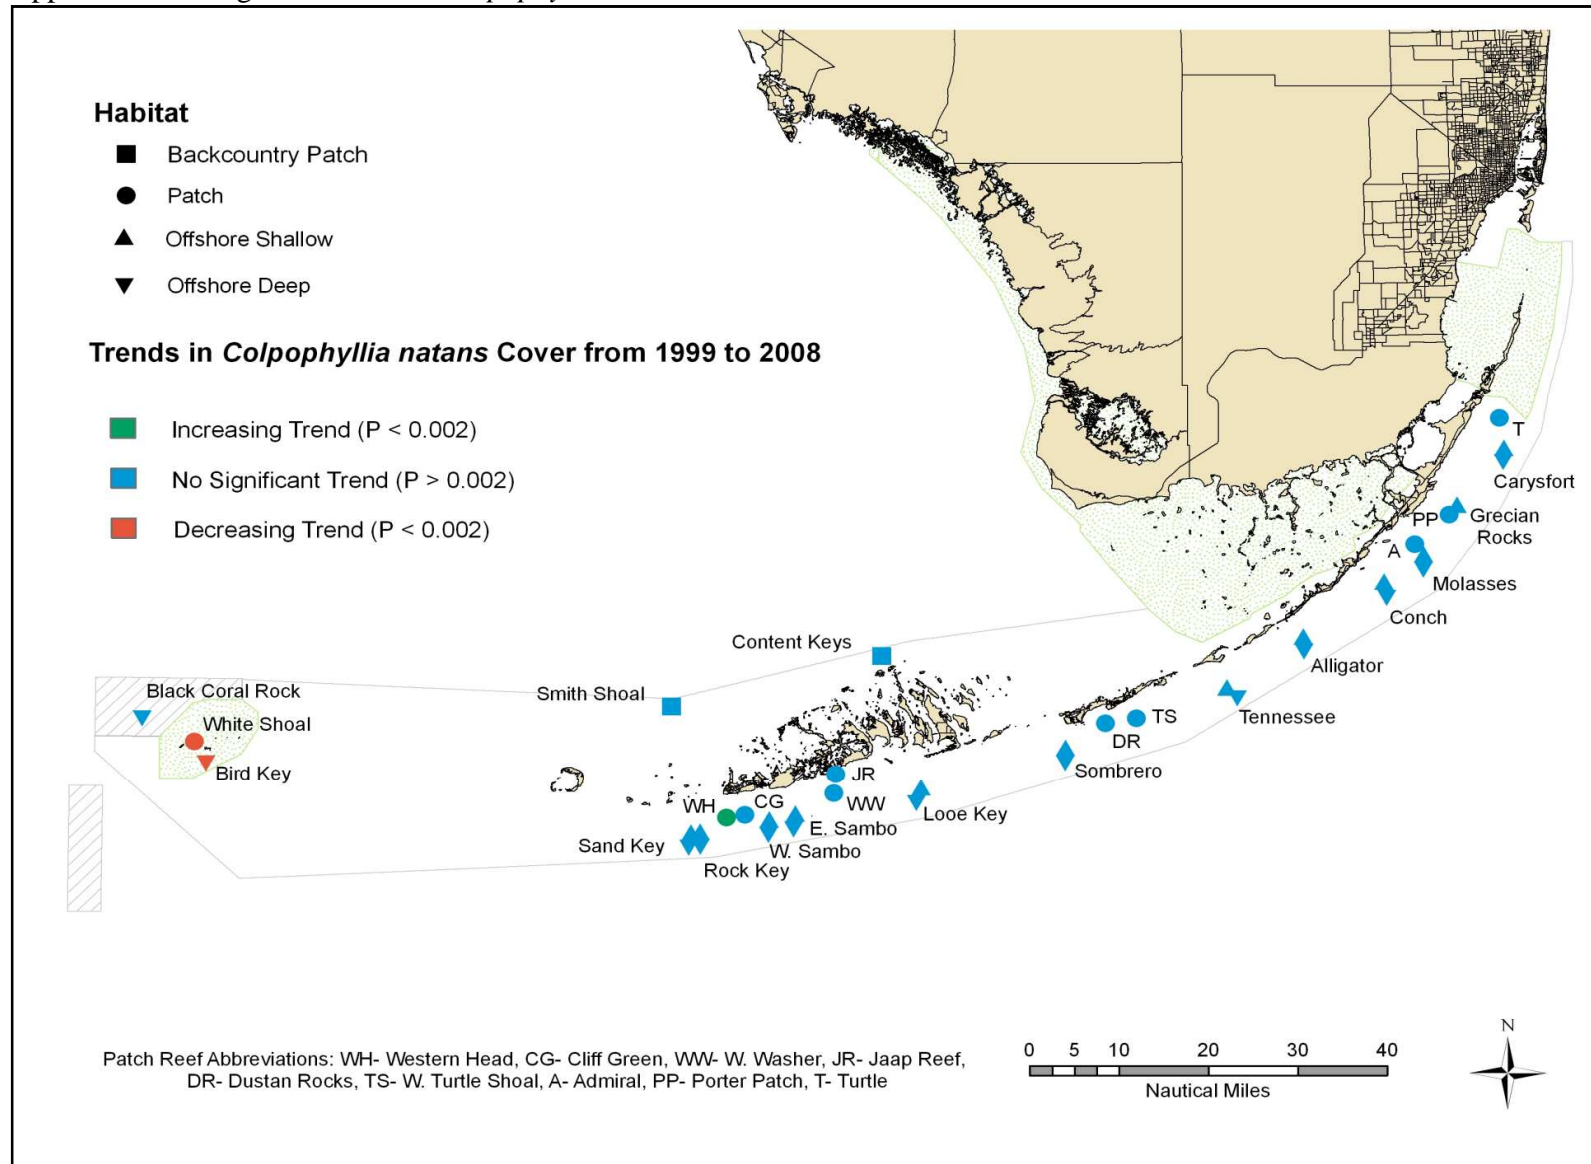 Habitat
Backcountry Patch
Patch
Offshore Shallow
Offshore Deep
Trends in Colpophyllia natans Cover from 1999 to 2008
Increasing Trend (P < 0.002)
No Significant Trend (P > 0.002)
Decreasing Trend (P < 0.002)
T
Carysfort
PP
Grecian
Rocks
A
Molasses
Conch
Alligator
Content Keys
Smith Shoal
Black Coral Rock
White Shoal
Bird Key
Tennessee
TS
DR
Sombrero
JR
WW
Looe Key
WH
CG
E. Sambo
W. Sambo
Sand Key
Rock Key
Patch Reef Abbreviations: WH- Western Head, CG- Cliff Green, WW- W. Washer, JR- Jaap Reef,
DR- Dustan Rocks, TS- W. Turtle Shoal, A- Admiral, PP- Porter Patch, T- Turtle
0 5 10 20 30 40
Nautical Miles
N